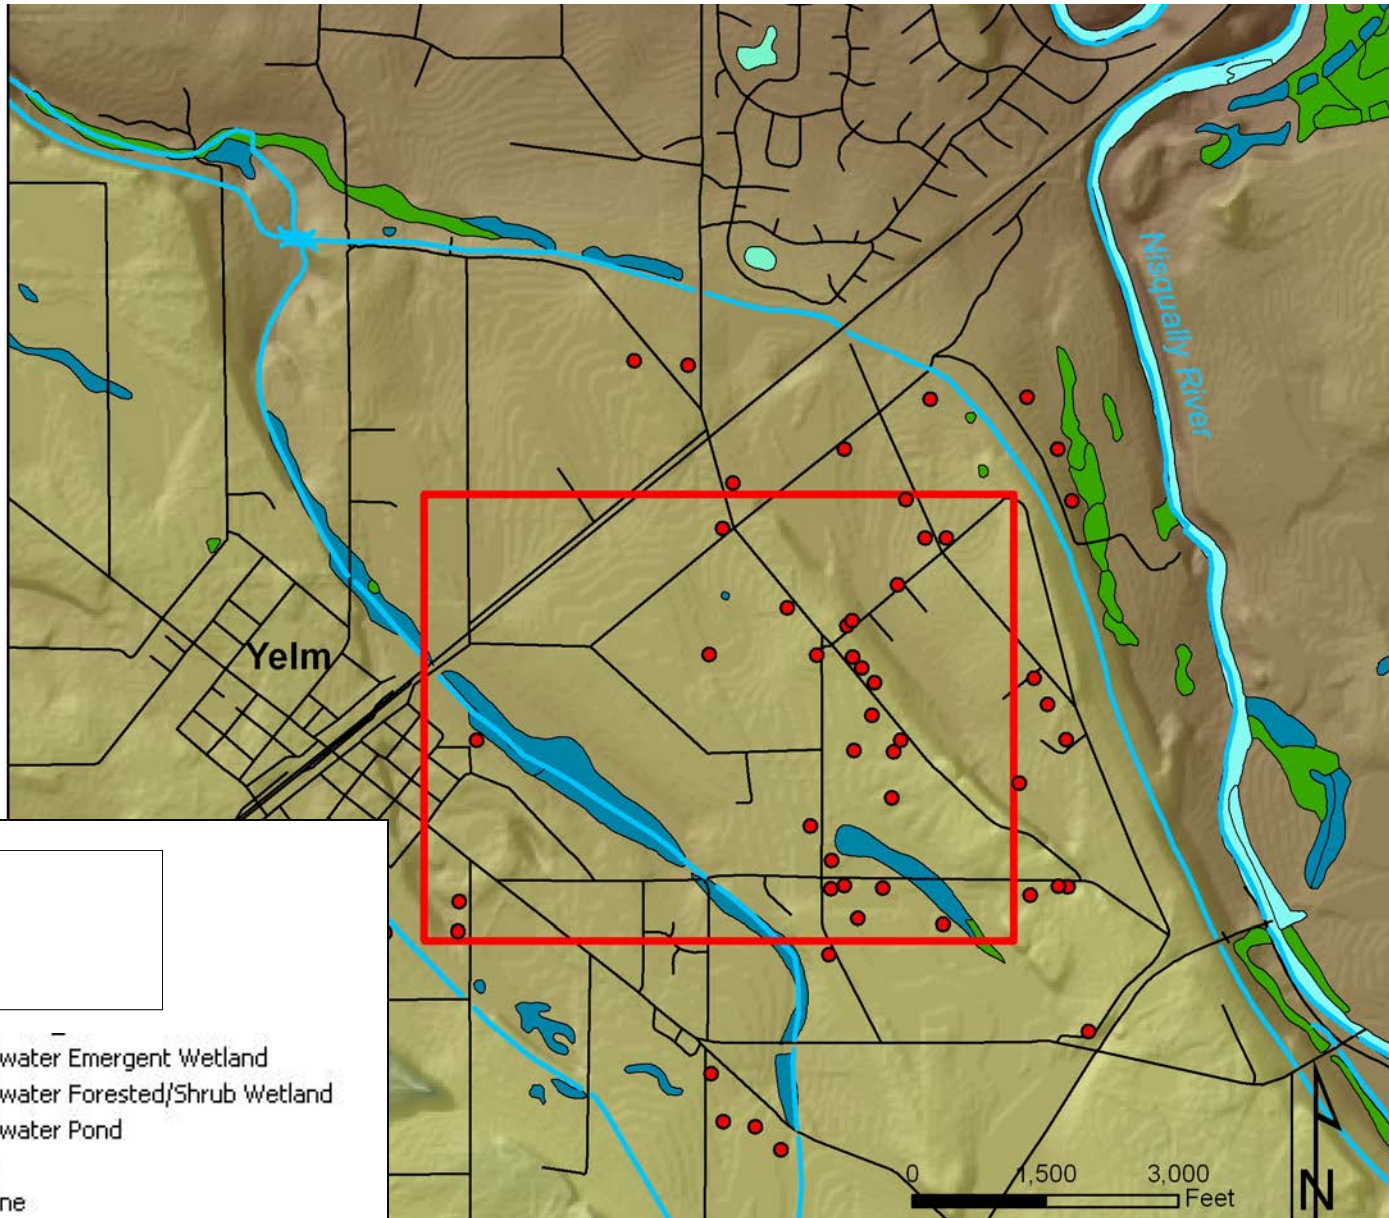 Nisqually River
Yelm
water Emergent Wetland
water Forested/Shrub Wetland
water Pond
ne
0 1,500 3,000
Feet
N